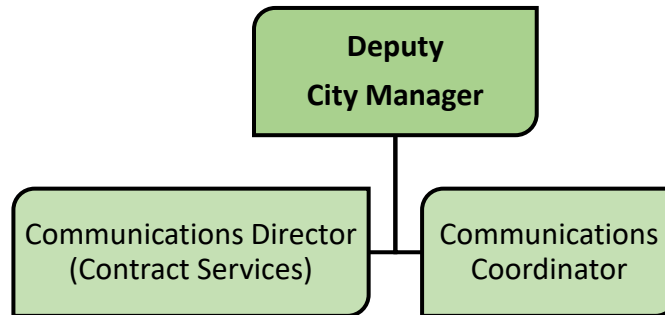 Deputy
City Manager
Communications Director
(Contract Services)
Communications
Coordinator